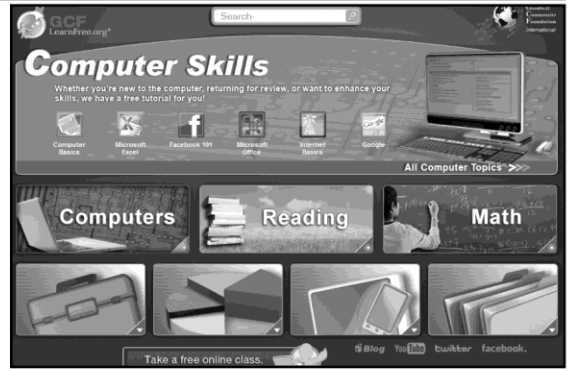 GCF
LearnFree.org®
Search-
Goodwill
Community
Foundation
International
Computer Skills
Whether you're new to the computer, returning for review, or want to enhance your
skills, we have a free tutorial for you!
Computer
Basics
Microsoft
Excel
Facebook 101
Microsoft
Office
Internet
Basics
Google
All Computer Topics >>>
Computers
Reading
Math
Take a free online class.
Blog
YouTube
twitter
facebook.